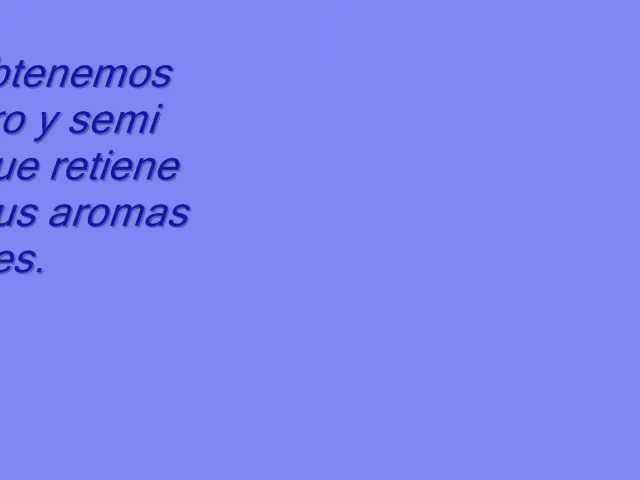 btenemos
ro y semi
ue retiene
us aromas
es.